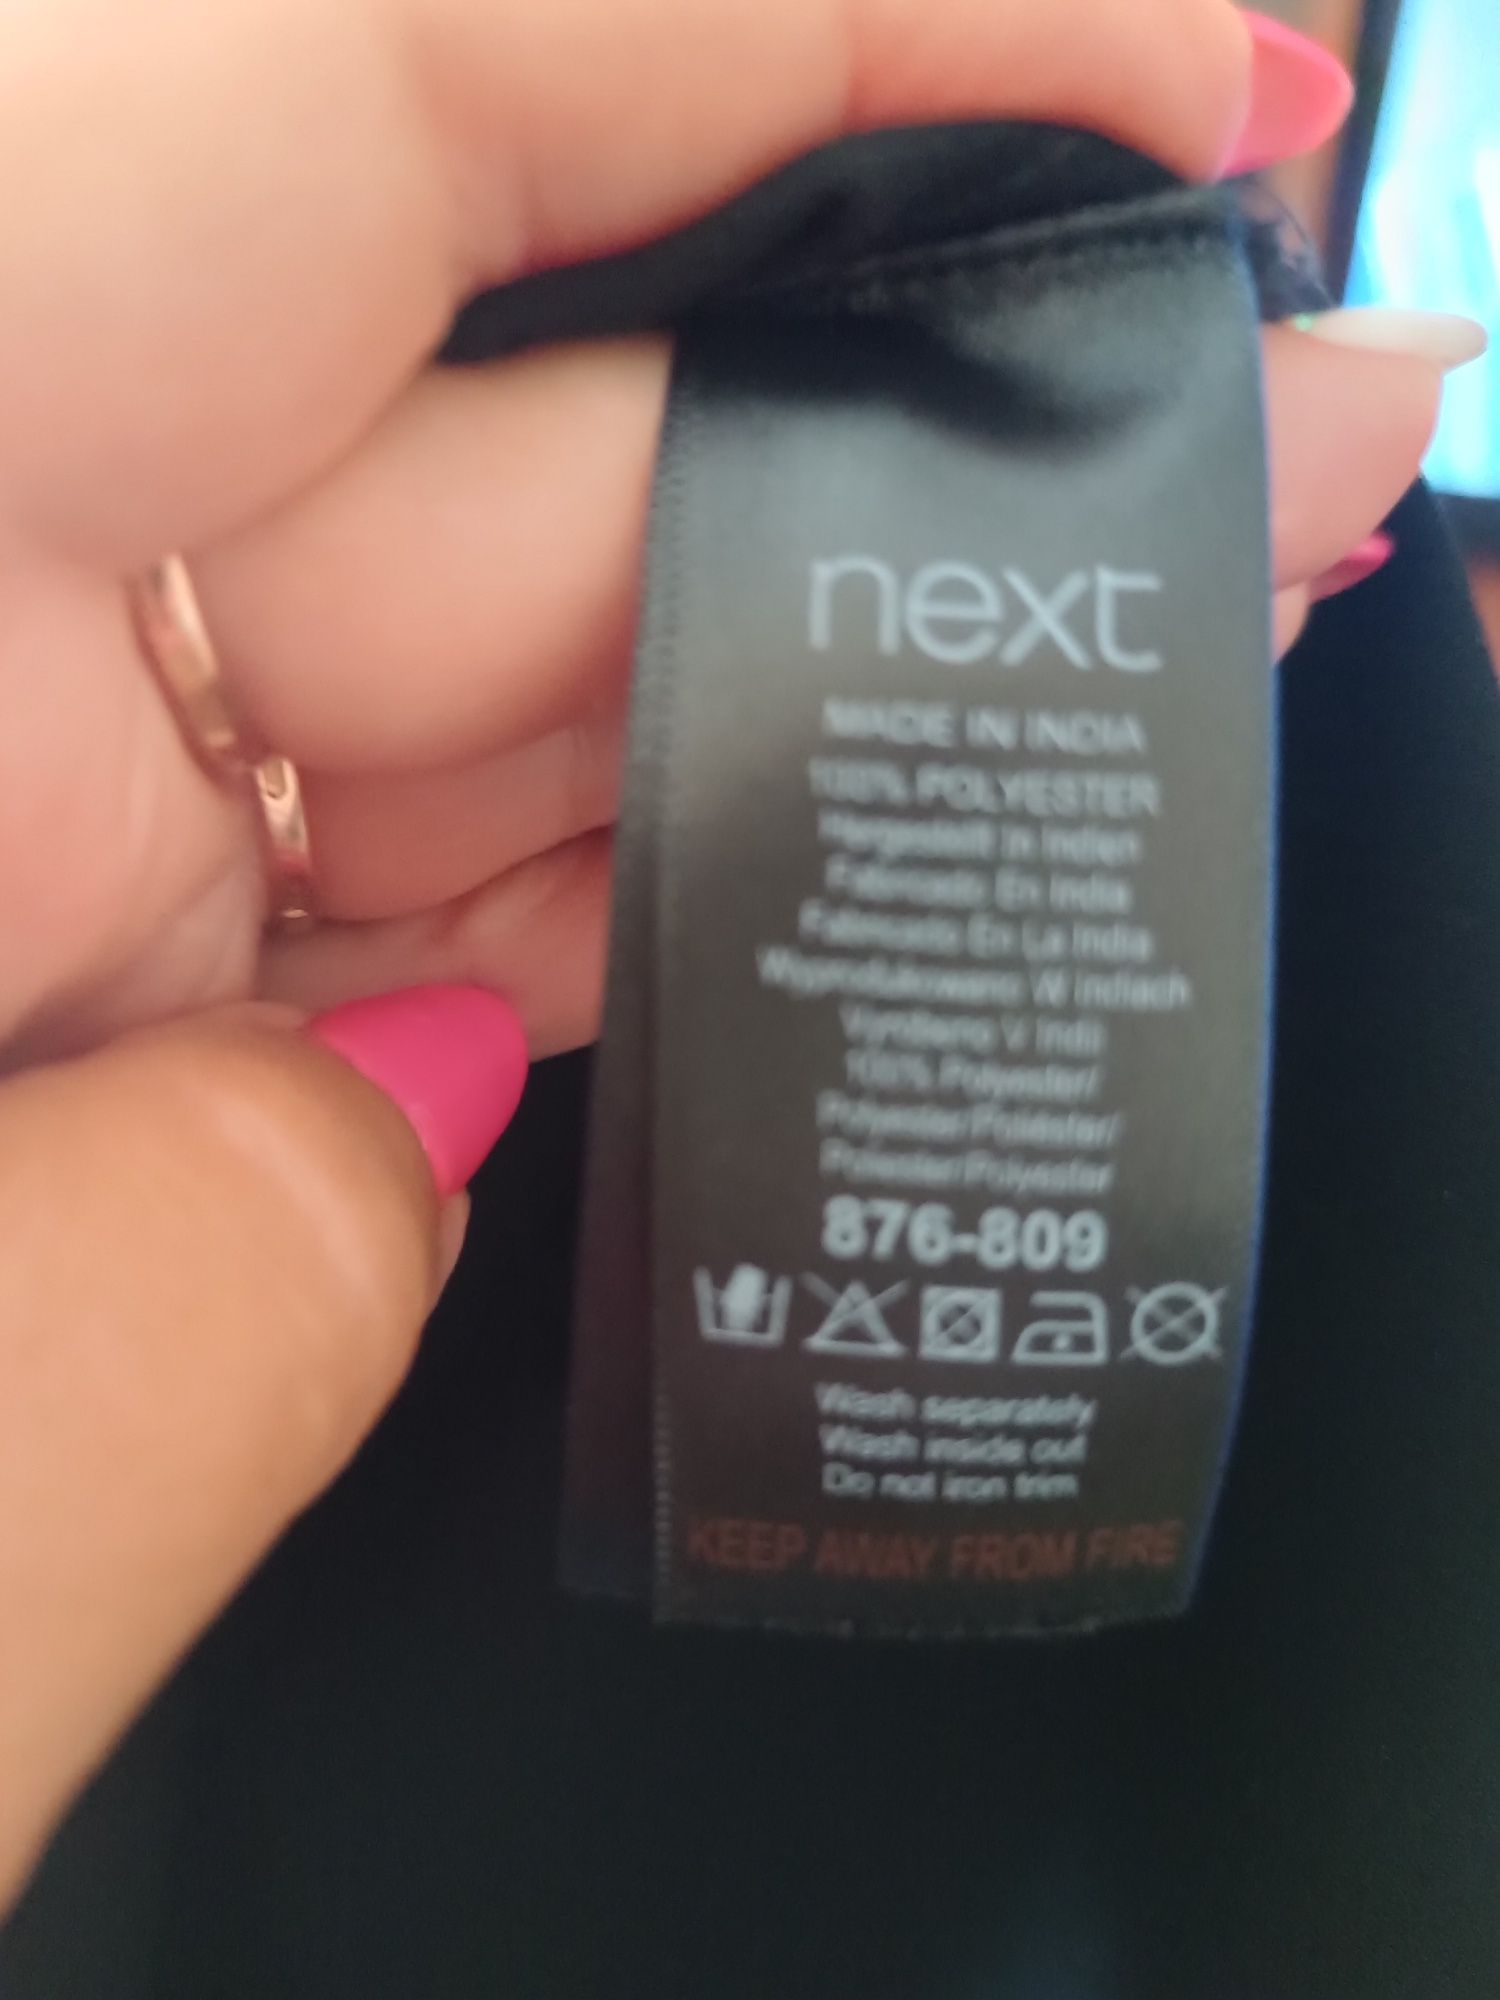 next
MADE IN INDIA
100% POLYESTER
Hergestellt In Indien
Fabricado En India
Fabricado En La India
Wyprodukowano W Indiach
Vyrobeno V Indii
100% Polyester/
Polyester/Poliéster/
Poliester/Polyester
876-809
Wash separately
Wash inside out
Do not iron trim
KEEP AWAY FROM FIRE